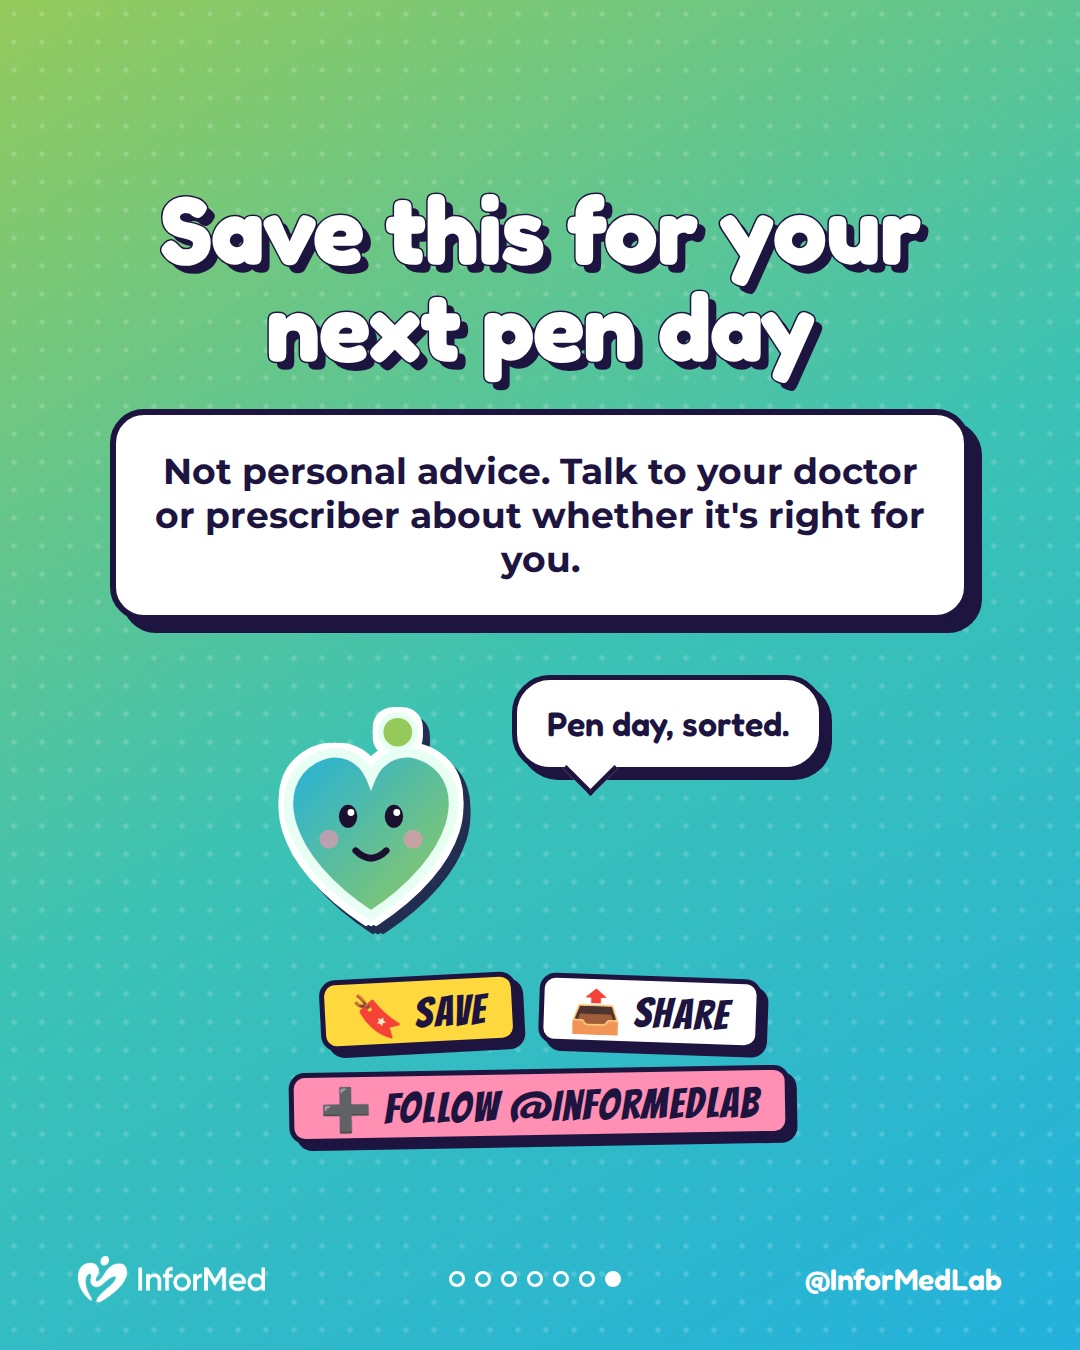 Save this for your
next pen day
Not personal advice. Talk to your doctor
or prescriber about whether it's right for
you.
Pen day, sorted.
SAVE
SHARE
FOLLOW @INFORMEDLAB
InforMed
@InforMedLab